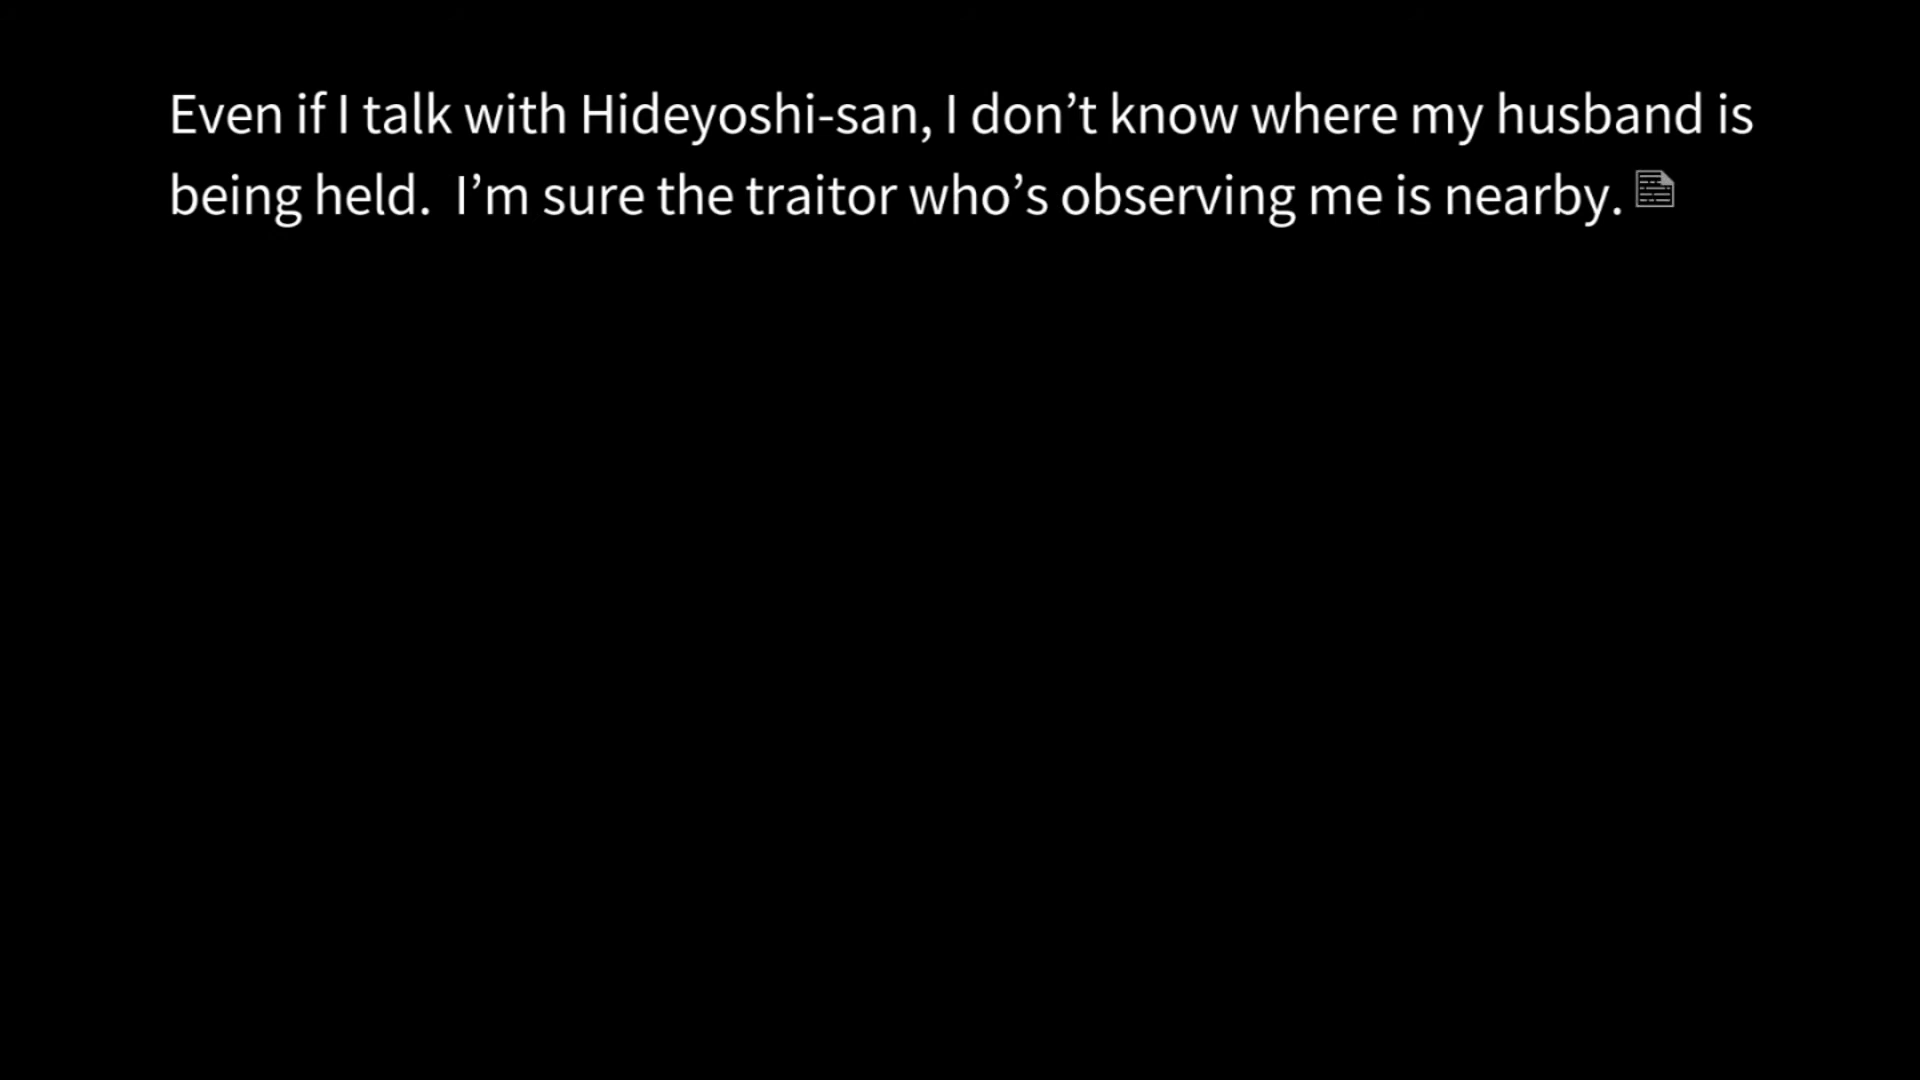 Even if I talk with Hideyoshi-san, I don’t know where my husband is
being held.  I’m sure the traitor who’s observing me is nearby.